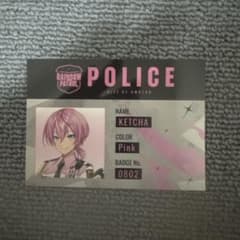 RAINBOW
PATROL
POLICE
NAME.
KETCHA
COLOR.
Pink
BADGE No.
0802